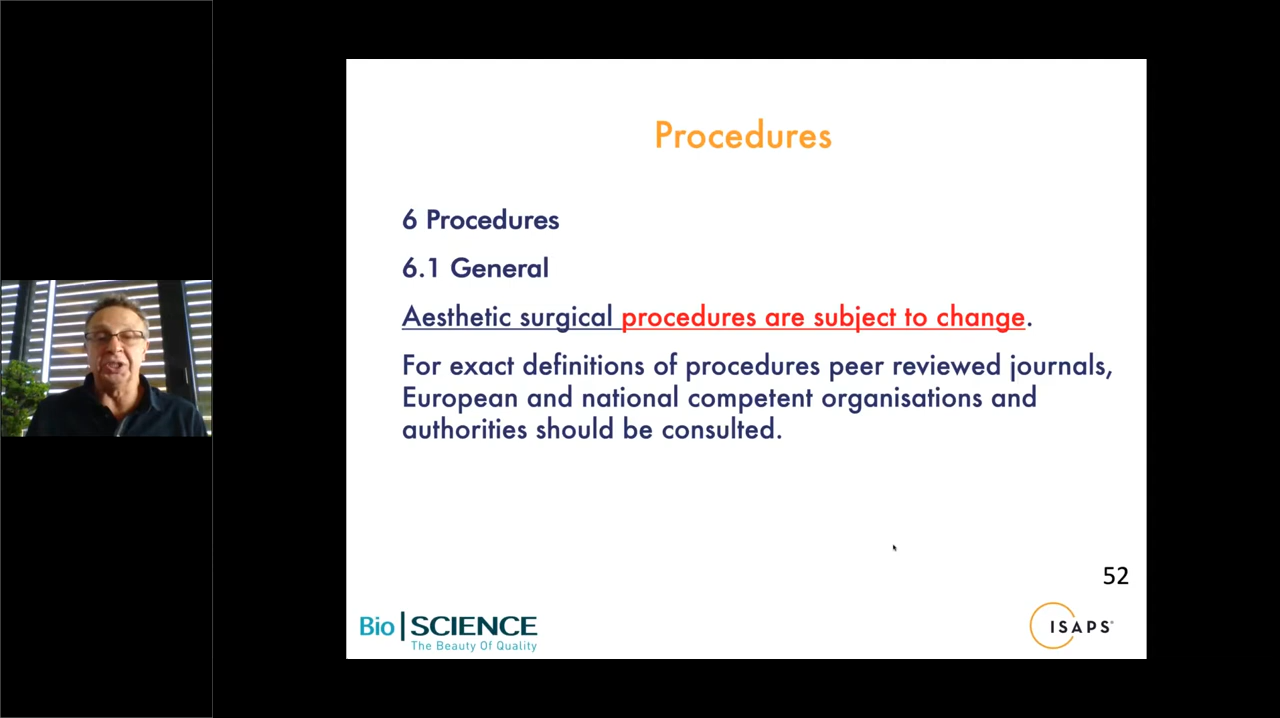 Procedures
6 Procedures
6.1 General
Aesthetic surgical procedures are subject to change.
For exact definitions of procedures peer reviewed journals,
European and national competent organisations and
authorities should be consulted.
52
Bio|SCIENCE
The Beauty Of Quality
ISAPS®